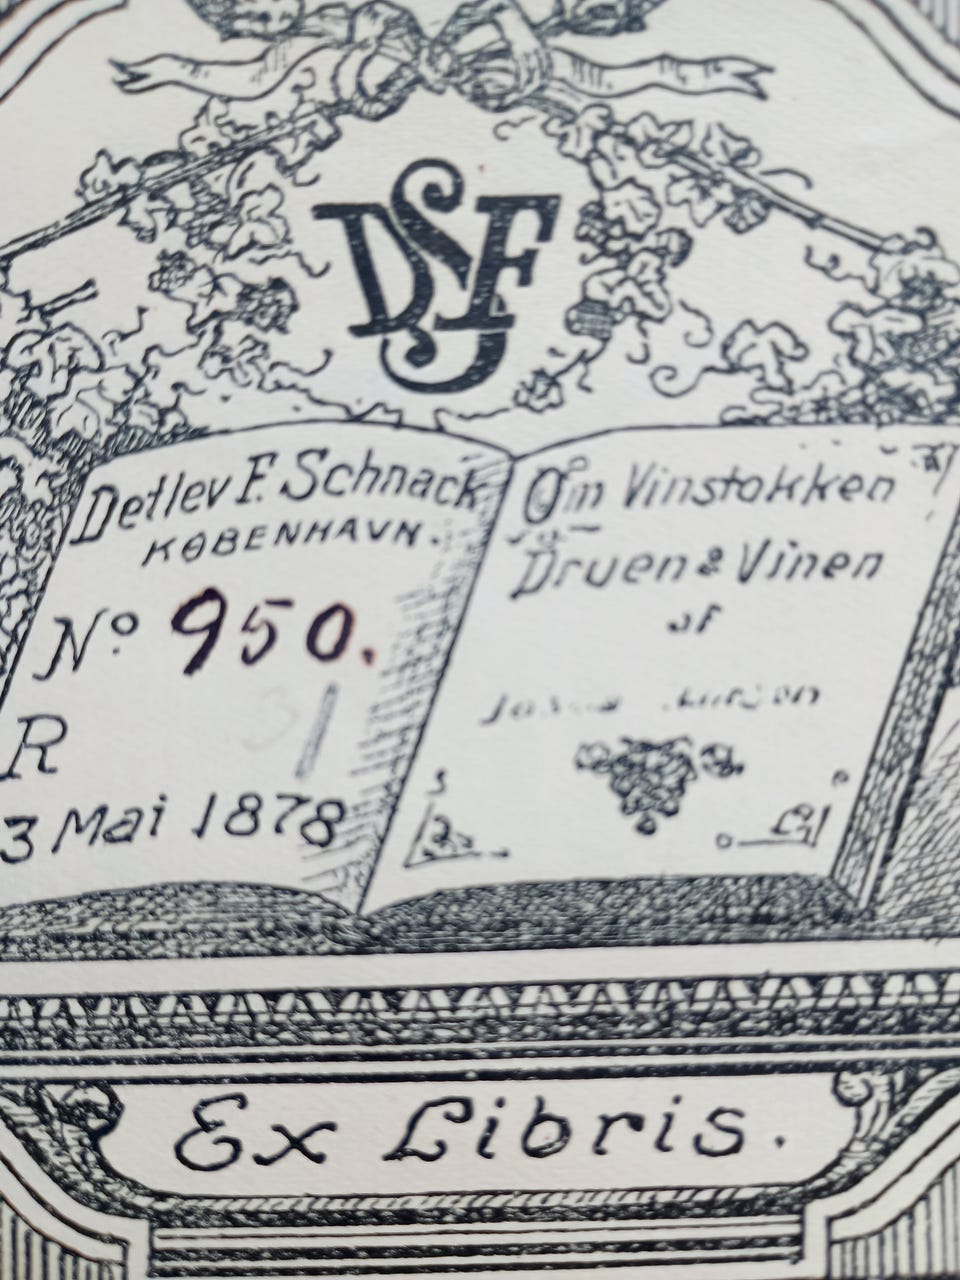 DSF
Detlev F. Schnack
KØBENHAVN.
Nº 950.
R
3 Mai 1878
Om Vinstokken
Druen & Vinen
af
Ex Libris.